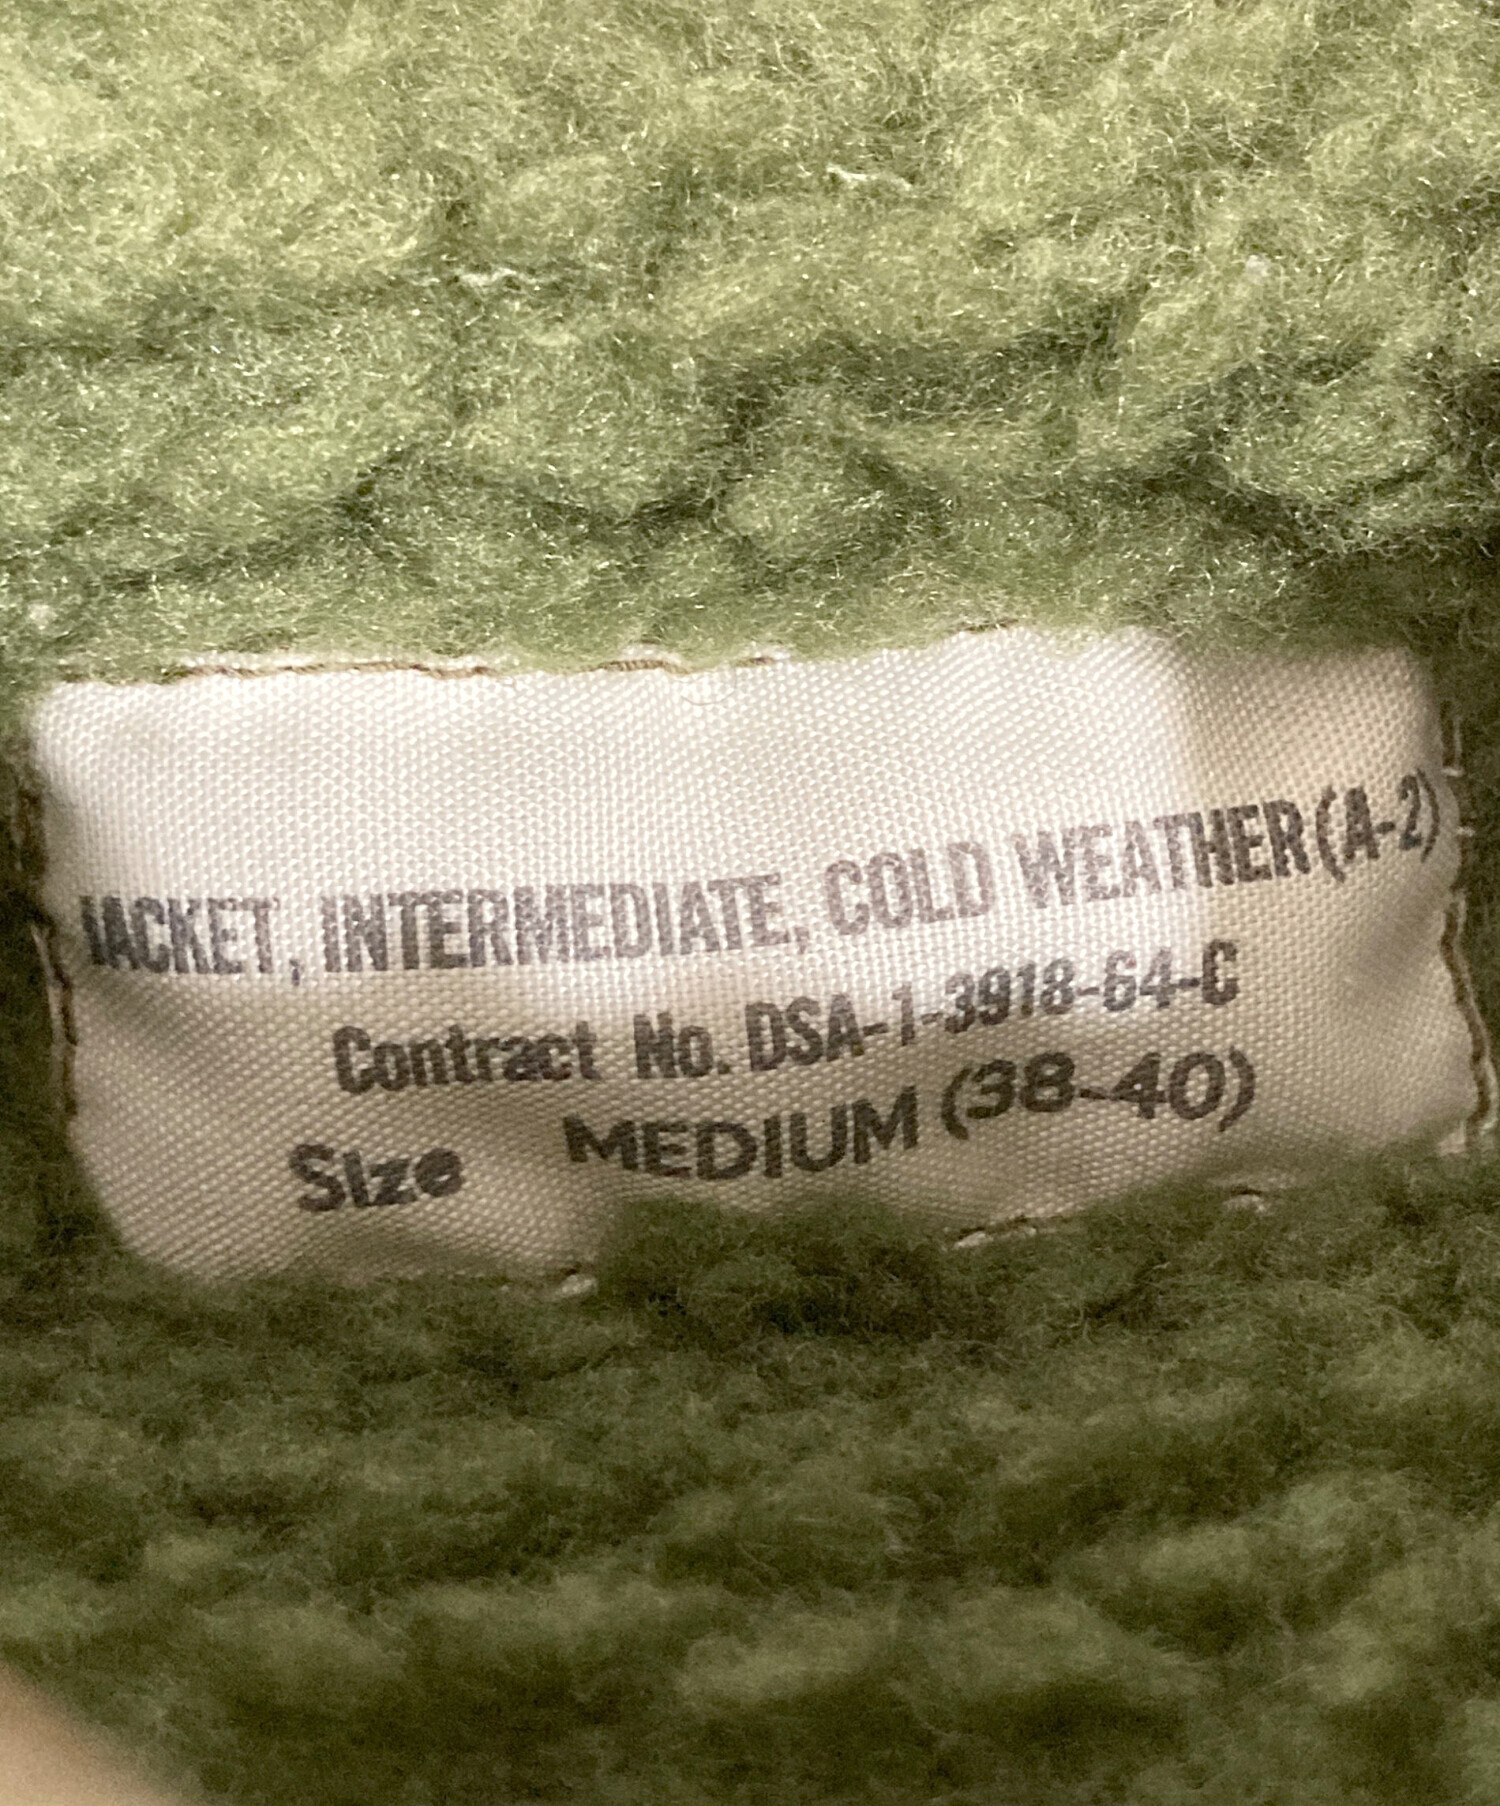 JACKET, INTERMEDIATE, COLD WEATHER (A-2)
Contract No. DSA-1-3918-64-C
Size MEDIUM (38-40)